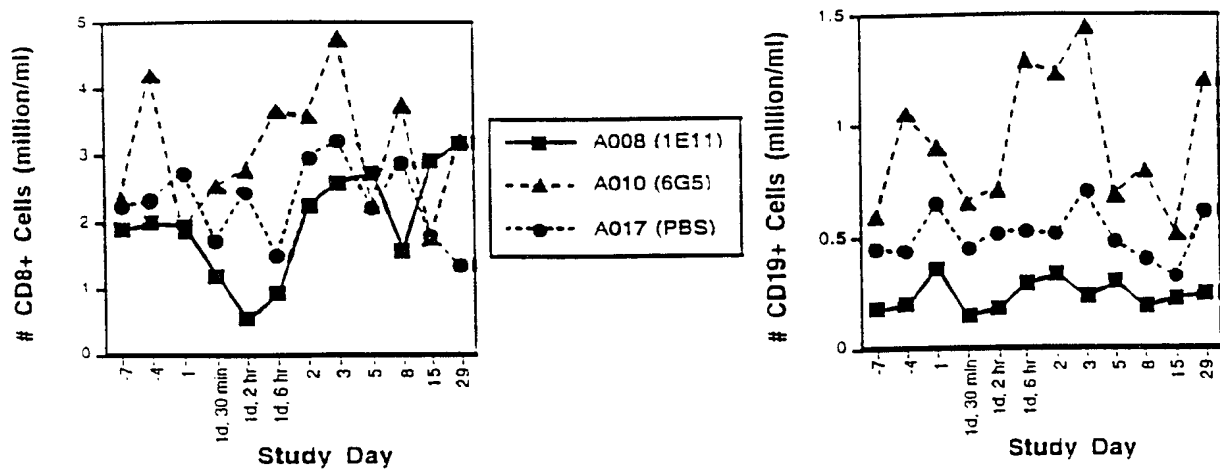 # CD8+ Cells (million/ml)
5
4
3
2
1
0
-7
-4
1
1d, 30 min
1d, 2 hr
1d, 6 hr
2
3
5
8
15
29
Study Day
A008 (1E11)
A010 (6G5)
A017 (PBS)
# CD19+ Cells (million/ml)
1.5
1
0.5
0
-7
-4
1
1d, 30 min
1d, 2 hr
1d, 6 hr
2
3
5
8
15
29
Study Day